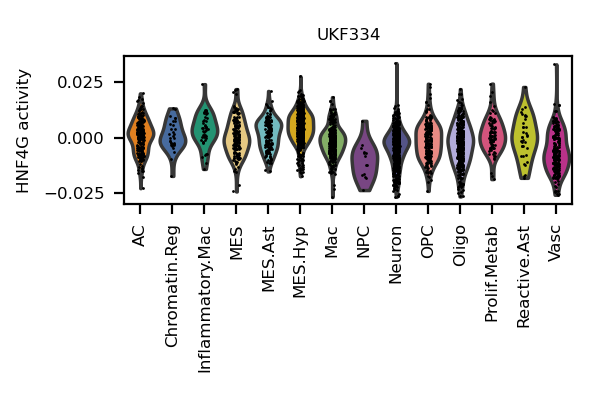 UKF334
HNF4G activity
0.025
0.000
−0.025
AC
Chromatin.Reg
Inflammatory.Mac
MES
MES.Ast
MES.Hyp
Mac
NPC
Neuron
OPC
Oligo
Prolif.Metab
Reactive.Ast
Vasc